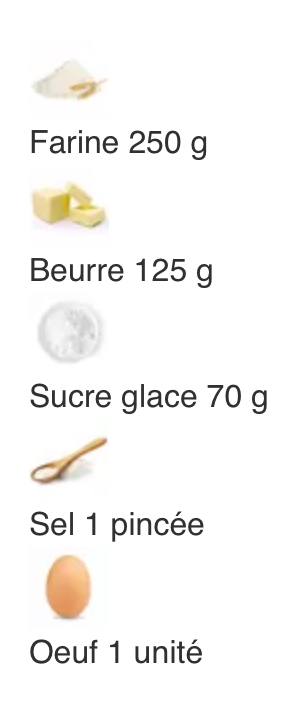 Farine 250 g
Beurre 125 g
Sucre glace 70 g
Sel 1 pincée
Oeuf 1 unité